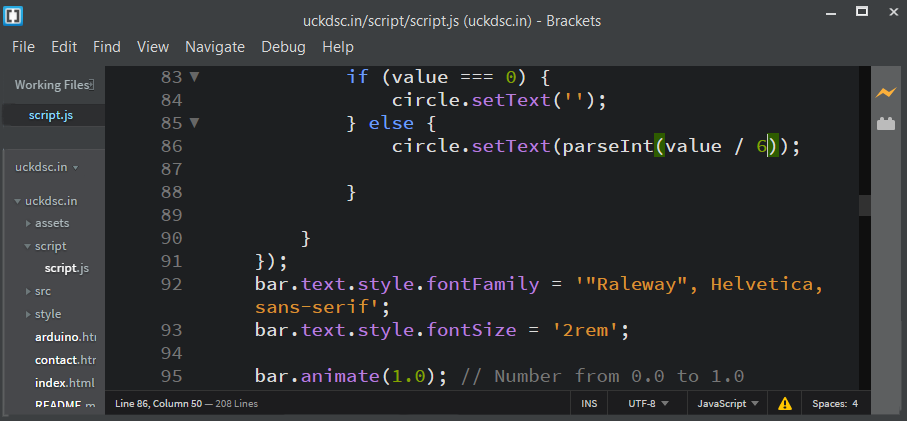 uckdsc.in/script/script.js (uckdsc.in) - Brackets
File Edit Find View Navigate Debug Help
Working Files
script.js
uckdsc.in
uckdsc.in
assets
script
script.js
src
style
arduino.htm
contact.htm
index.html
README.m
83 if (value === 0) {
84 circle.setText('');
85 } else {
86 circle.setText(parseInt(value / 6));
87
88 }
89
90 }
91 });
92 bar.text.style.fontFamily = '"Raleway", Helvetica,
sans-serif';
93 bar.text.style.fontSize = '2rem';
94
95 bar.animate(1.0); // Number from 0.0 to 1.0
Line 86, Column 50 — 208 Lines
INS UTF-8 JavaScript Spaces: 4